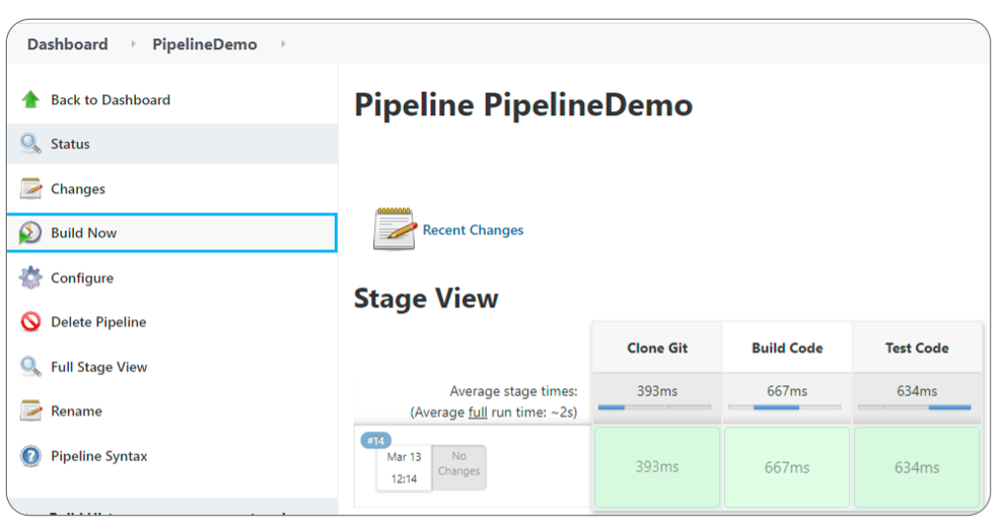 Dashboard
PipelineDemo
Back to Dashboard
Status
Changes
Build Now
Configure
Delete Pipeline
Full Stage View
Rename
Pipeline Syntax
Pipeline PipelineDemo
Recent Changes
Stage View
Clone Git
Build Code
Test Code
Average stage times:
(Average full run time: ~2s)
393ms
667ms
634ms
#14
Mar 13
12:14
No
Changes
393ms
667ms
634ms